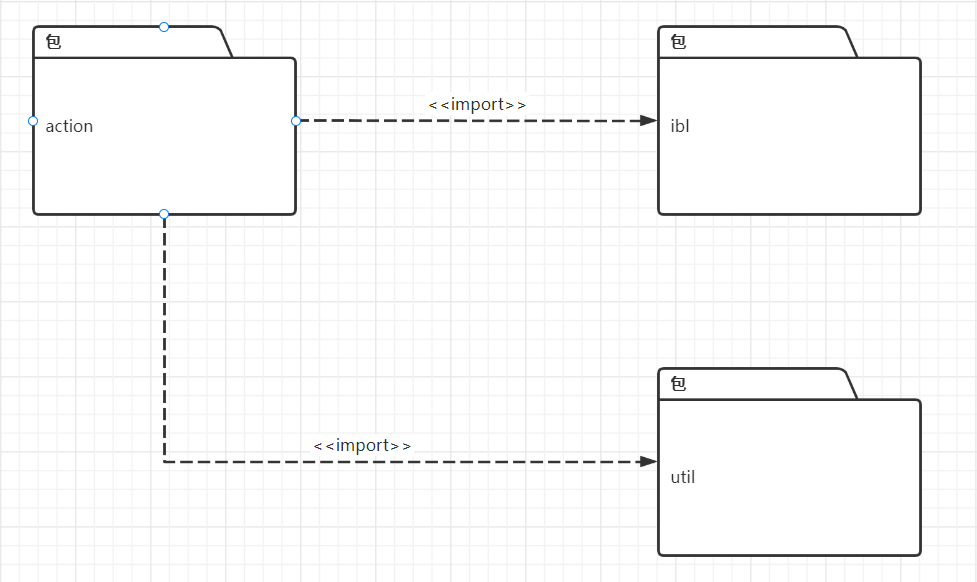 包
包
<<import>>
action
ibl
包
<<import>>
util